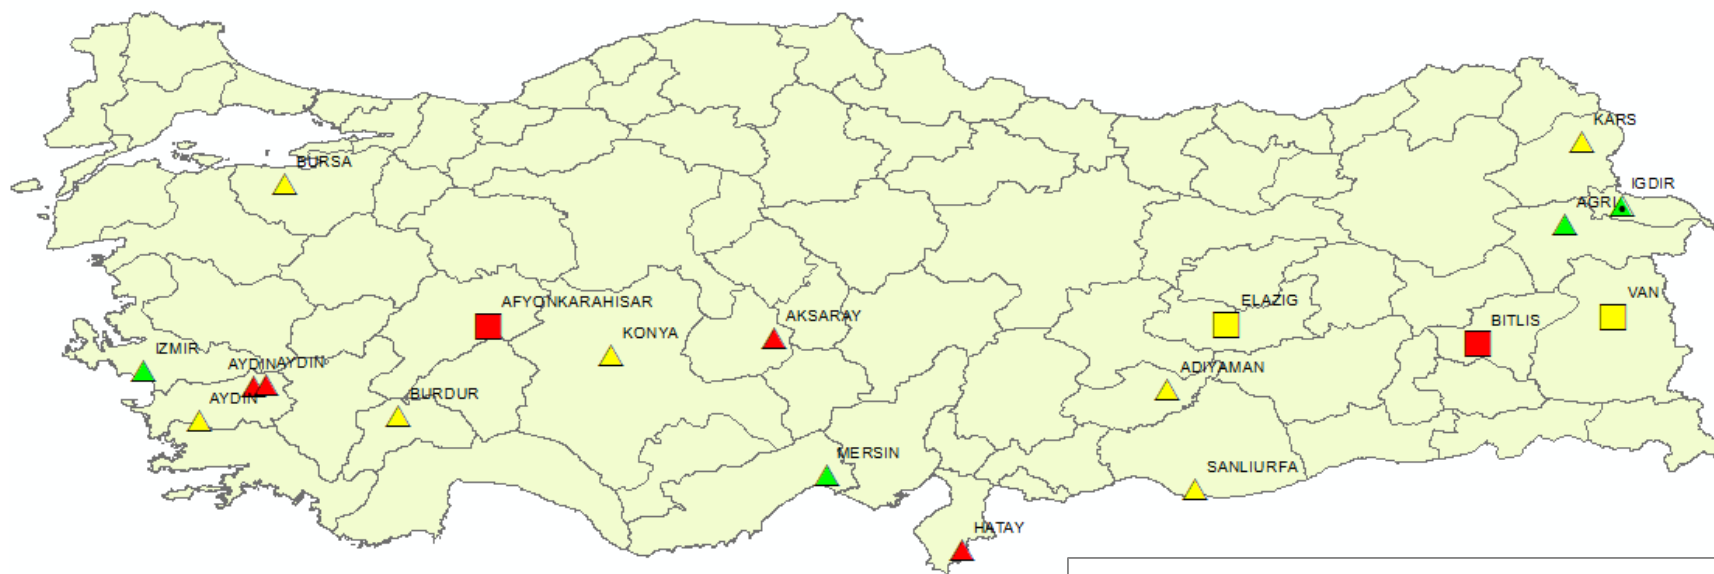 KARS
BURSA
IGDIR
AGRI
VAN
AFYONKARAHISAR
ELAZIG
AKSARAY
BITLIS
KONYA
IZMIR
AYDIN
AYDIN
ADIYAMAN
AYDIN
BURDUR
MERSIN
SANLIURFA
HATAY